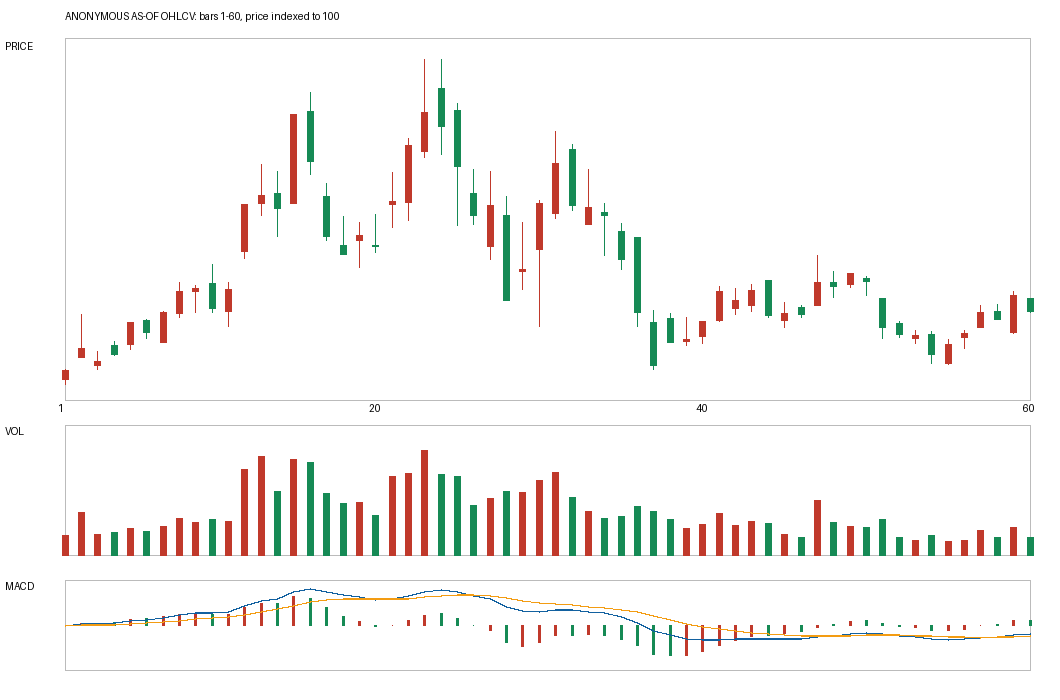 ANONYMOUS AS-OF OHLCV: bars 1-60, price indexed to 100
PRICE
1 20 40 60
VOL
MACD